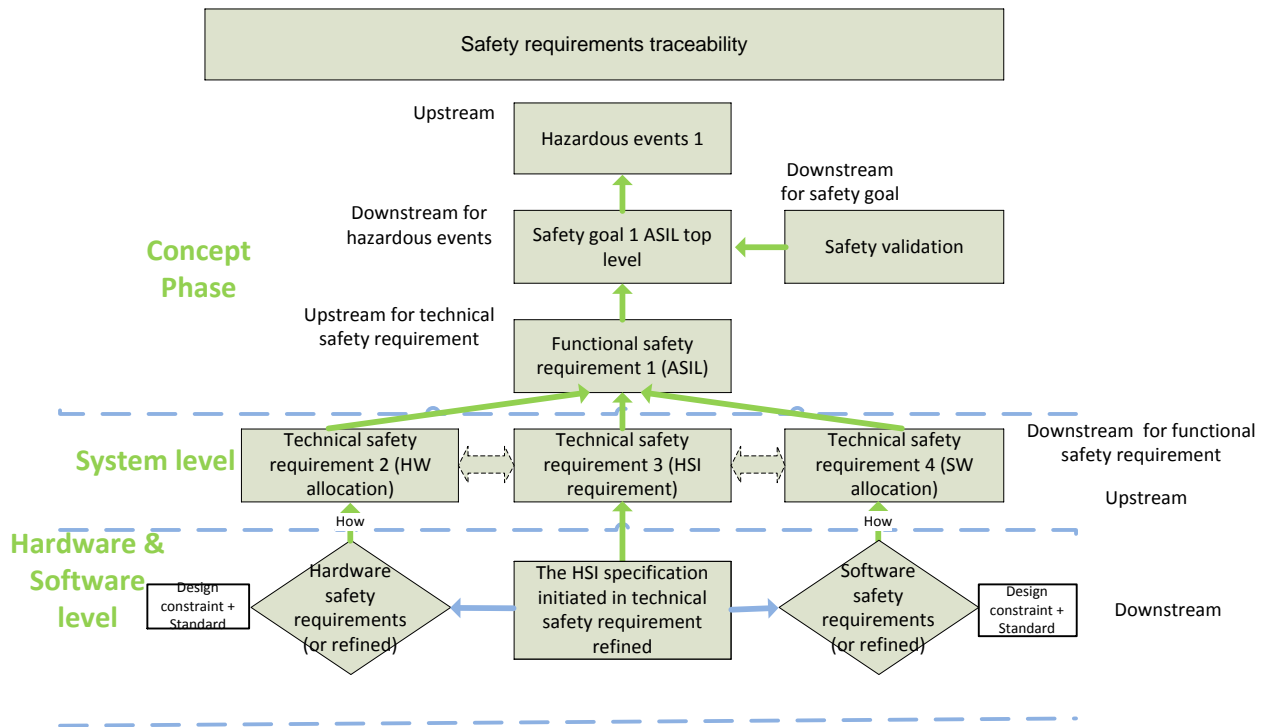 Safety requirements traceability
Upstream
Hazardous events 1
Downstream
for safety goal
Downstream for
hazardous events
Safety goal 1 ASIL top
level
Safety validation
Concept
Phase
Upstream for technical
safety requirement
Functional safety
requirement 1 (ASIL)
System level
Technical safety
requirement 2 (HW
allocation)
Technical safety
requirement 3 (HSI
requirement)
Technical safety
requirement 4 (SW
allocation)
Downstream for functional
safety requirement
Upstream
How
How
Hardware &
Software
level
Design
constraint +
Standard
Hardware
safety
requirements
(or refined)
The HSI specification
initiated in technical
safety requirement
refined
Software
safety
requirements
(or refined)
Design
constraint +
Standard
Downstream